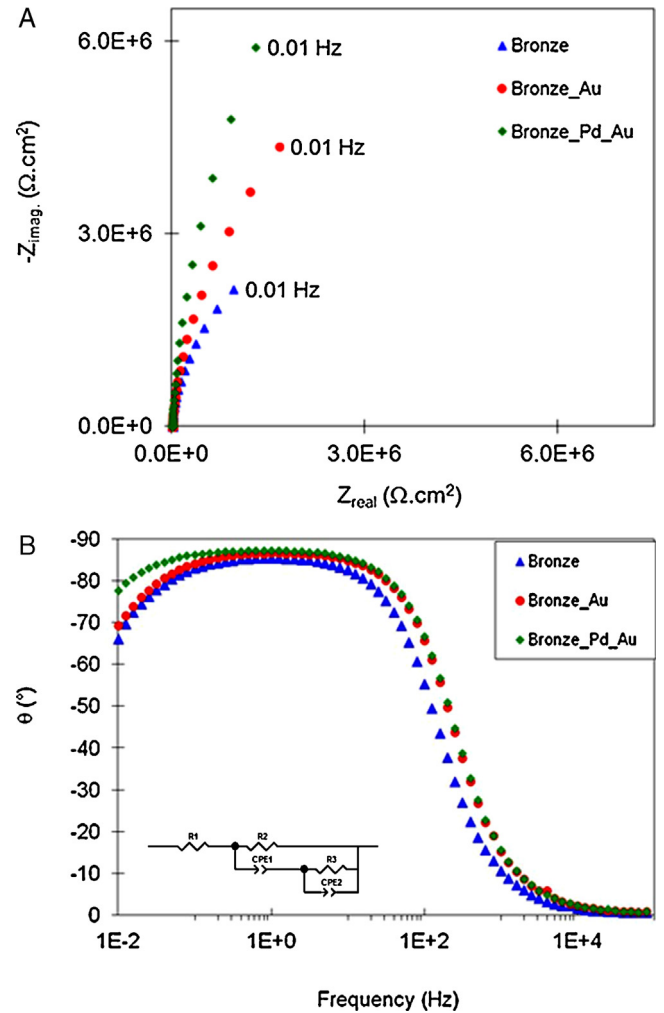 A
6.0E+6
0.01 Hz
Bronze
Bronze_Au
0.01 Hz
Bronze_Pd_Au
-Zimag. (Ω.cm²)
3.0E+6
0.01 Hz
0.0E+0
0.0E+0 3.0E+6 6.0E+6
Zreal (Ω.cm²)
B
-90
-80
-70
-60
-50
-40
-30
-20
-10
0
θ (°)
Bronze
Bronze_Au
Bronze_Pd_Au
R1 R2
CPE1 R3
CPE2
1E-2 1E+0 1E+2 1E+4
Frequency (Hz)